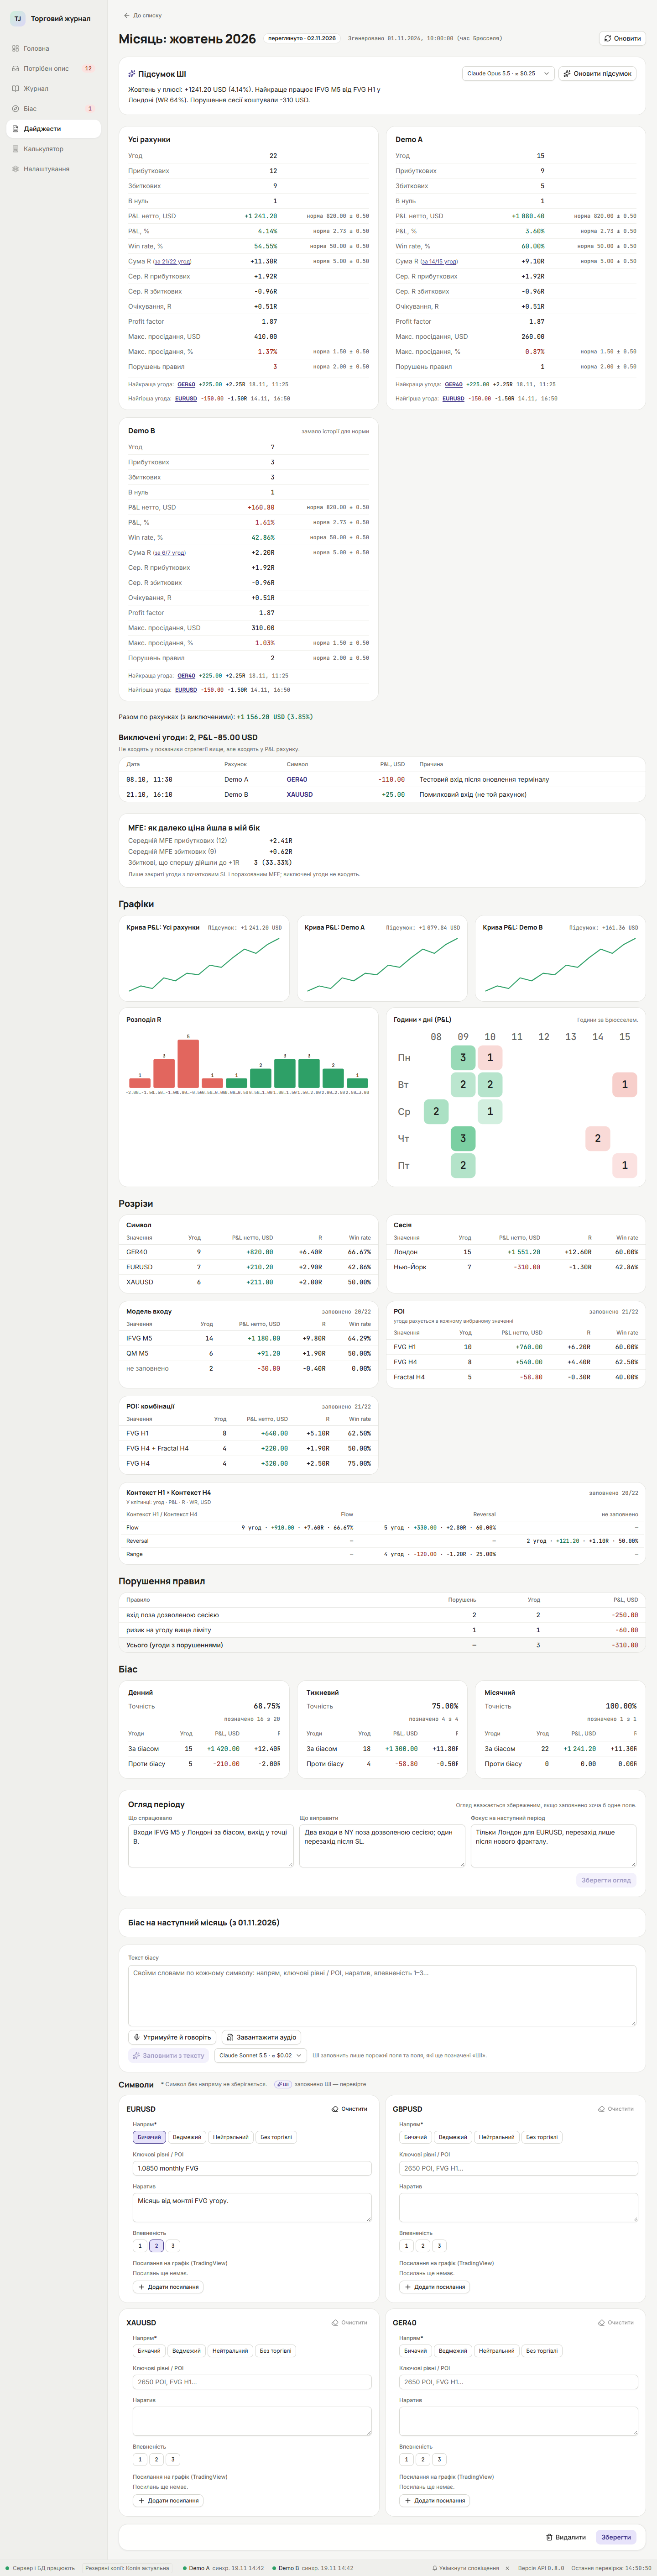 TJ Торговий журнал
Головна
Потрібен опис 12
Журнал
Біас 1
Дайджести
Калькулятор
Налаштування
До списку
Місяць: жовтень 2026
переглянуто · 02.11.2026
Згенеровано 01.11.2026, 10:00:00 (час Брюсселя)
Оновити
Підсумок ШІ
Claude Opus 5.5 · ≈ $0.25
Оновити підсумок
Жовтень у плюсі: +1241.20 USD (4.14%). Найкраще працює IFVG M5 від FVG H1 у
Лондоні (WR 64%). Порушення сесії коштували -310 USD.
Усі рахунки
Угод 22
Прибуткових 12
Збиткових 9
В нуль 1
P&L нетто, USD +1 241.20 норма 820.00 ± 0.50
P&L, % 4.14% норма 2.73 ± 0.50
Win rate, % 54.55% норма 50.00 ± 0.50
Сума R (за 21/22 угод) +11.30R норма 5.00 ± 0.50
Сер. R прибуткових +1.92R
Сер. R збиткових -0.96R
Очікування, R +0.51R
Profit factor 1.87
Макс. просідання, USD 410.00
Макс. просідання, % 1.37% норма 1.50 ± 0.50
Порушень правил 3 норма 2.00 ± 0.50
Найкраща угода: GER40 +225.00 +2.25R 18.11, 11:25
Найгірша угода: EURUSD -150.00 -1.50R 14.11, 16:50
Demo A
Угод 15
Прибуткових 9
Збиткових 5
В нуль 1
P&L нетто, USD +1 080.40 норма 820.00 ± 0.50
P&L, % 3.60% норма 2.73 ± 0.50
Win rate, % 60.00% норма 50.00 ± 0.50
Сума R (за 14/15 угод) +9.10R норма 5.00 ± 0.50
Сер. R прибуткових +1.92R
Сер. R збиткових -0.96R
Очікування, R +0.51R
Profit factor 1.87
Макс. просідання, USD 260.00
Макс. просідання, % 0.87% норма 1.50 ± 0.50
Порушень правил 1 норма 2.00 ± 0.50
Найкраща угода: GER40 +225.00 +2.25R 18.11, 11:25
Найгірша угода: EURUSD -150.00 -1.50R 14.11, 16:50
Demo B замало історії для норми
Угод 7
Прибуткових 3
Збиткових 3
В нуль 1
P&L нетто, USD +160.80 норма 820.00 ± 0.50
P&L, % 1.61% норма 2.73 ± 0.50
Win rate, % 42.86% норма 50.00 ± 0.50
Сума R (за 6/7 угод) +2.20R норма 5.00 ± 0.50
Сер. R прибуткових +1.92R
Сер. R збиткових -0.96R
Очікування, R +0.51R
Profit factor 1.87
Макс. просідання, USD 310.00
Макс. просідання, % 1.03% норма 1.50 ± 0.50
Порушень правил 2 норма 2.00 ± 0.50
Найкраща угода: GER40 +225.00 +2.25R 18.11, 11:25
Найгірша угода: EURUSD -150.00 -1.50R 14.11, 16:50
Разом по рахунках (з виключеними): +1 156.20 USD (3.85%)
Виключені угоди: 2, P&L −85.00 USD
Не входять у показники стратегії вище, але входять у P&L рахунку.
Дата Рахунок Символ P&L, USD Причина
08.10, 11:30 Demo A GER40 -110.00 Тестовий вхід після оновлення терміналу
21.10, 16:10 Demo B XAUUSD +25.00 Помилковий вхід (не той рахунок)
MFE: як далеко ціна йшла в мій бік
Середній MFE прибуткових (12) +2.41R
Середній MFE збиткових (9) +0.62R
Збиткові, що спершу дійшли до +1R 3 (33.33%)
Лише закриті угоди з початковим SL і порахованим MFE; виключені угоди не входять.
Графіки
Крива P&L: Усі рахунки Підсумок: +1 241.20 USD
Крива P&L: Demo A Підсумок: +1 079.84 USD
Крива P&L: Demo B Підсумок: +161.36 USD
Розподіл R
1 3 5 1 1 2 3 3 2 1
Години × дні (P&L) Години за Брюсселем.
08 09 10 11 12 13 14 15
Пн 3 1
Вт 2 2 1
Ср 2 1
Чт 3 2
Пт 2 1
Розрізи
Символ
Значення Угод P&L нетто, USD R Win rate
GER40 9 +820.00 +6.40R 66.67%
EURUSD 7 +210.20 +2.90R 42.86%
XAUUSD 6 +211.00 +2.00R 50.00%
Сесія
Значення Угод P&L нетто, USD R Win rate
Лондон 15 +1 551.20 +12.60R 60.00%
Нью-Йорк 7 -310.00 -1.30R 42.86%
Модель входу заповнено 20/22
Значення Угод P&L нетто, USD R Win rate
IFVG M5 14 +1 180.00 +9.80R 64.29%
QM M5 6 +91.20 +1.90R 50.00%
не заповнено 2 -30.00 -0.40R 0.00%
POI заповнено 21/22
угода рахується в кожному вибраному значенні
Значення Угод P&L нетто, USD R Win rate
FVG H1 10 +760.00 +6.20R 60.00%
FVG H4 8 +540.00 +4.40R 62.50%
Fractal H4 5 -58.80 -0.30R 40.00%
POI: комбінації заповнено 21/22
Значення Угод P&L нетто, USD R Win rate
FVG H1 8 +640.00 +5.10R 62.50%
FVG H4 + Fractal H4 4 +220.00 +1.90R 50.00%
FVG H4 4 +320.00 +2.50R 75.00%
Контекст H1 × Контекст H4 заповнено 20/22
У клітинці: угод · P&L · R · WR, USD
Контекст H1 / Контекст H4 Flow Reversal не заповнено
Flow 9 угод · +910.00 · +7.60R · 66.67% 5 угод · +330.00 · +2.80R · 60.00% —
Reversal — — 2 угод · +121.20 · +1.10R · 50.00%
Range — 4 угод · -120.00 · -1.20R · 25.00% —
Порушення правил
Правило Порушень Угод P&L, USD
вхід поза дозволеною сесією 2 2 -250.00
ризик на угоду вище ліміту 1 1 -60.00
Усього (угоди з порушеннями) — 3 -310.00
Біас
Денний
Точність 68.75%
позначено 16 з 20
Угоди Угод P&L, USD
За біасом 15 +1 420.00 +12.40R
Проти біасу 5 -210.00 -2.00R
Тижневий
Точність 75.00%
позначено 4 з 4
Угоди Угод P&L, USD
За біасом 18 +1 300.00 +11.80R
Проти біасу 4 -58.80 -0.50R
Місячний
Точність 100.00%
позначено 1 з 1
Угоди Угод P&L, USD
За біасом 22 +1 241.20 +11.30R
Проти біасу 0 0.00 0.00R
Огляд періоду Огляд вважається збереженим, якщо заповнено хоча б одне поле.
Що спрацювало
Входи IFVG M5 у Лондоні за біасом, вихід у точці
B.
Що виправити
Два входи в NY поза дозволеною сесією; один
перезахід після SL.
Фокус на наступний період
Тільки Лондон для EURUSD, перезахід лише
після нового фракталу.
Зберегти огляд
Біас на наступний місяць (з 01.11.2026)
Текст біасу
Своїми словами по кожному символу: напрям, ключові рівні / POI, наратив, впевненість 1–3…
Утримуйте й говоріть
Завантажити аудіо
Заповнити з тексту
Claude Sonnet 5.5 · ≈ $0.02
ШІ заповнить лише порожні поля та поля, які ще позначені «ШІ».
Символи * Символ без напряму не зберігається. ШІ заповнено ШІ — перевірте
EURUSD Очистити
Напрям*
Бичачий Ведмежий Нейтральний Без торгівлі
Ключові рівні / POI
1.0850 monthly FVG
Наратив
Місяць від монтлі FVG угору.
Впевненість
1 2 3
Посилання на графік (TradingView)
Посилань ще немає.
Додати посилання
GBPUSD Очистити
Напрям*
Бичачий Ведмежий Нейтральний Без торгівлі
Ключові рівні / POI
2650 POI, FVG H1…
Наратив
Впевненість
1 2 3
Посилання на графік (TradingView)
Посилань ще немає.
Додати посилання
XAUUSD Очистити
Напрям*
Бичачий Ведмежий Нейтральний Без торгівлі
Ключові рівні / POI
2650 POI, FVG H1…
Наратив
Впевненість
1 2 3
Посилання на графік (TradingView)
Посилань ще немає.
Додати посилання
GER40 Очистити
Напрям*
Бичачий Ведмежий Нейтральний Без торгівлі
Ключові рівні / POI
2650 POI, FVG H1…
Наратив
Впевненість
1 2 3
Посилання на графік (TradingView)
Посилань ще немає.
Додати посилання
Видалити
Зберегти
Сервер і БД працюють Резервні копії: Копія актуальна Demo A синхр. 19.11 14:42 Demo B синхр. 19.11 14:42 Увімкнути сповіщення × Версія API 0.8.0 Остання перевірка: 14:58:58